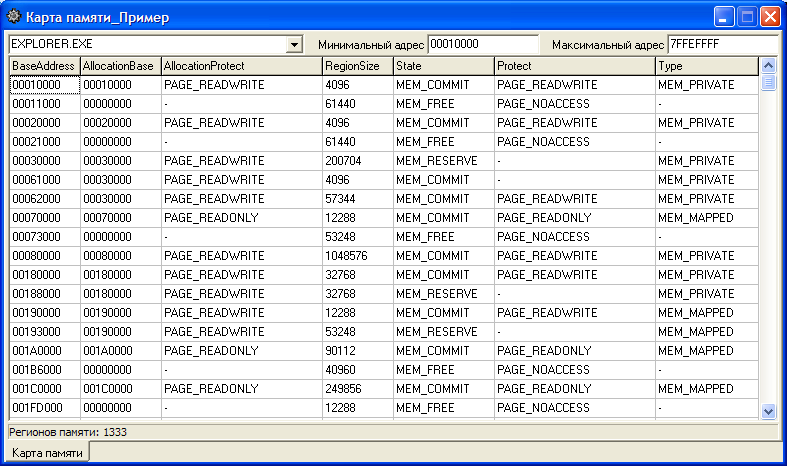 Карта памяти_Пример
EXPLORER.EXE Минимальный адрес 00010000 Максимальный адрес 7FFEFFFF
BaseAddress AllocationBase AllocationProtect RegionSize State Protect Type
00010000 00010000 PAGE_READWRITE 4096 MEM_COMMIT PAGE_READWRITE MEM_PRIVATE
00011000 00000000 - 61440 MEM_FREE PAGE_NOACCESS -
00020000 00020000 PAGE_READWRITE 4096 MEM_COMMIT PAGE_READWRITE MEM_PRIVATE
00021000 00000000 - 61440 MEM_FREE PAGE_NOACCESS -
00030000 00030000 PAGE_READWRITE 200704 MEM_RESERVE - MEM_PRIVATE
00061000 00030000 PAGE_READWRITE 4096 MEM_COMMIT - MEM_PRIVATE
00062000 00030000 PAGE_READWRITE 57344 MEM_COMMIT PAGE_READWRITE MEM_PRIVATE
00070000 00070000 PAGE_READONLY 12288 MEM_COMMIT PAGE_READONLY MEM_MAPPED
00073000 00000000 - 53248 MEM_FREE PAGE_NOACCESS -
00080000 00080000 PAGE_READWRITE 1048576 MEM_COMMIT PAGE_READWRITE MEM_PRIVATE
00180000 00180000 PAGE_READWRITE 32768 MEM_COMMIT PAGE_READWRITE MEM_PRIVATE
00188000 00180000 PAGE_READWRITE 32768 MEM_RESERVE - MEM_PRIVATE
00190000 00190000 PAGE_READWRITE 12288 MEM_COMMIT PAGE_READWRITE MEM_MAPPED
00193000 00190000 PAGE_READWRITE 53248 MEM_RESERVE - MEM_MAPPED
001A0000 001A0000 PAGE_READONLY 90112 MEM_COMMIT PAGE_READONLY MEM_MAPPED
001B6000 00000000 - 40960 MEM_FREE PAGE_NOACCESS -
001C0000 001C0000 PAGE_READONLY 249856 MEM_COMMIT PAGE_READONLY MEM_MAPPED
001FD000 00000000 - 12288 MEM_FREE PAGE_NOACCESS -
Регионов памяти: 1333
Карта памяти